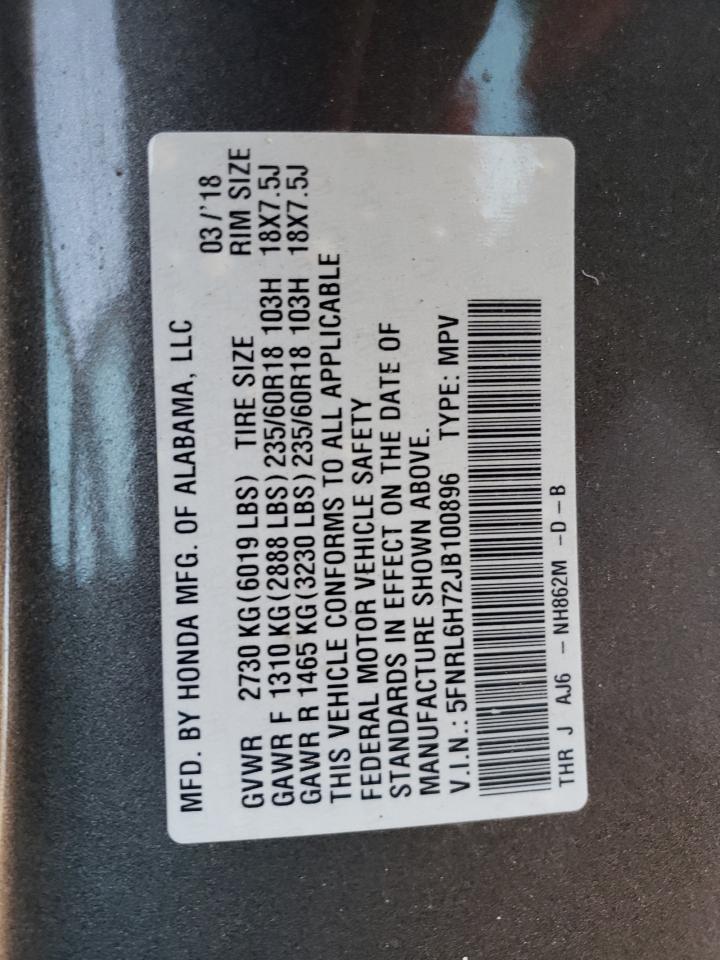 MFD. BY HONDA MFG. OF ALABAMA, LLC 03/'18
GVWR 2730 KG(6019 LBS) TIRE SIZE RIM SIZE
GAWR F 1310 KG(2888 LBS)235/60R18 103H 18X7.5J
GAWR R 1465 KG(3230 LBS)235/60R18 103H 18X7.5J
THIS VEHICLE CONFORMS TO ALL APPLICABLE
FEDERAL MOTOR VEHICLE SAFETY
STANDARDS IN EFFECT ON THE DATE OF
MANUFACTURE SHOWN ABOVE.
V.I.N.: 5FNRL6H72JB100896 TYPE: MPV
THR J AJ6 - NH862M -D-B